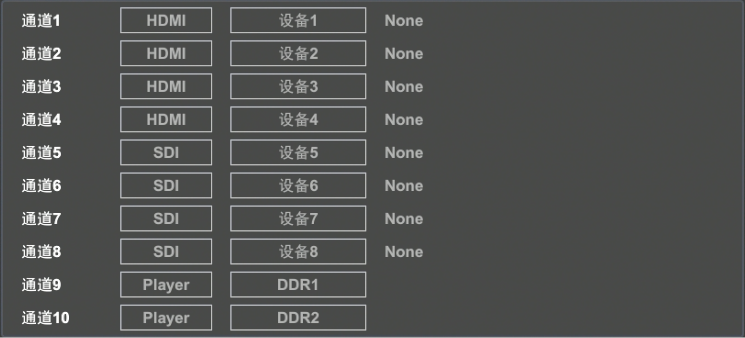 通道1 HDMI 设备1 None
通道2 HDMI 设备2 None
通道3 HDMI 设备3 None
通道4 HDMI 设备4 None
通道5 SDI 设备5 None
通道6 SDI 设备6 None
通道7 SDI 设备7 None
通道8 SDI 设备8 None
通道9 Player DDR1
通道10 Player DDR2